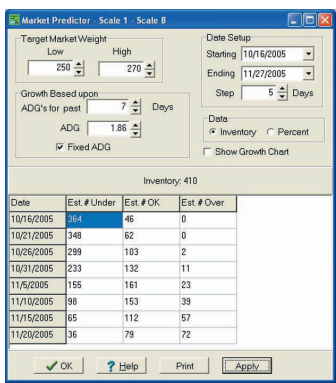 Market Predictor - Scale 1 - Scale 8
Target Market Weight
Low High
250 270
Growth Based upon
ADG's for past 7 Days
ADG 1.86
Fixed ADG
Date Setup
Starting 10/16/2005
Ending 11/27/2005
Step 5 Days
Data
Inventory Percent
Show Growth Chart
Inventory: 410
Date Est. # Under Est. # OK Est. # Over
10/16/2005 364 46 0
10/21/2005 348 62 0
10/26/2005 299 103 2
10/31/2005 233 132 11
11/5/2005 155 161 23
11/10/2005 98 153 39
11/15/2005 65 112 57
11/20/2005 36 79 72
OK ? Help Print Apply